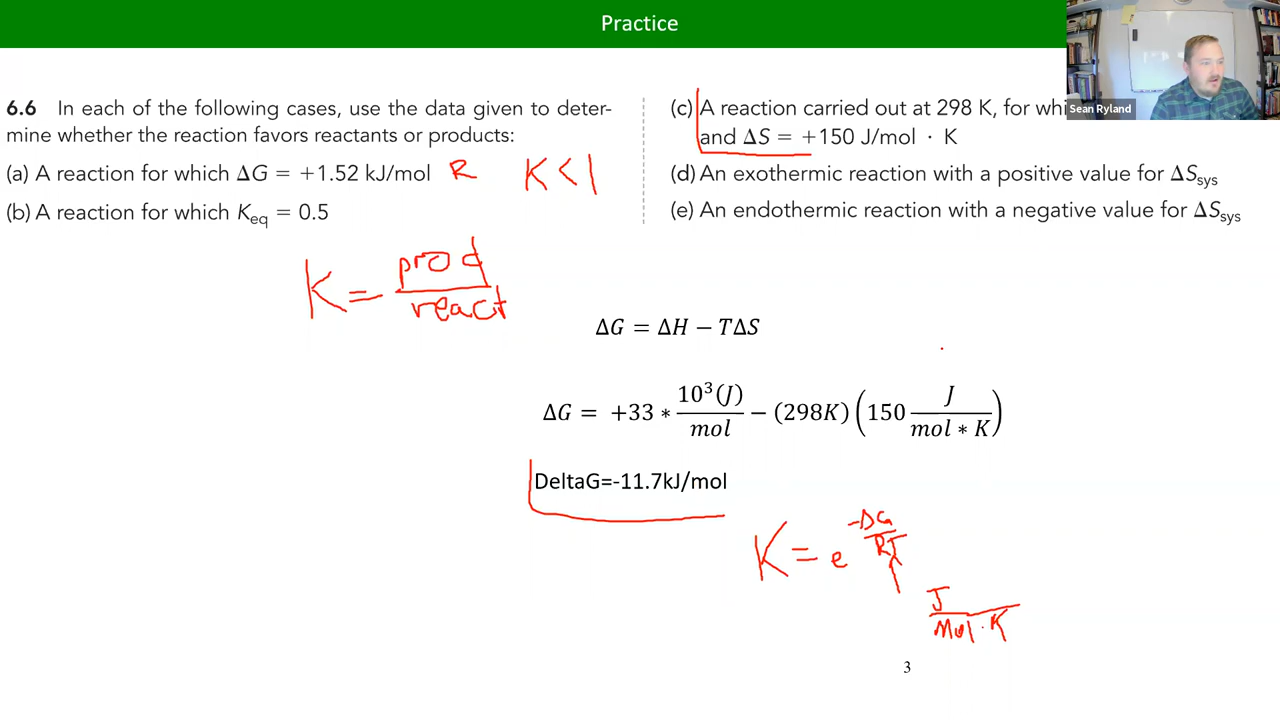 Practice
Sean Ryland
6.6 In each of the following cases, use the data given to deter-
mine whether the reaction favors reactants or products:
(a) A reaction for which ΔG = +1.52 kJ/mol R K < 1
(b) A reaction for which Keq = 0.5
(c) A reaction carried out at 298 K, for
and ΔS = +150 J/mol · K
(d) An exothermic reaction with a positive value for ΔSsys
(e) An endothermic reaction with a negative value for ΔSsys
K = prod
react
ΔG = ΔH − TΔS
ΔG = +33 * 10³(J)/mol − (298K)(150 J/mol * K)
DeltaG=-11.7kJ/mol
K = e -ΔG/RT
J
Mol · K
3